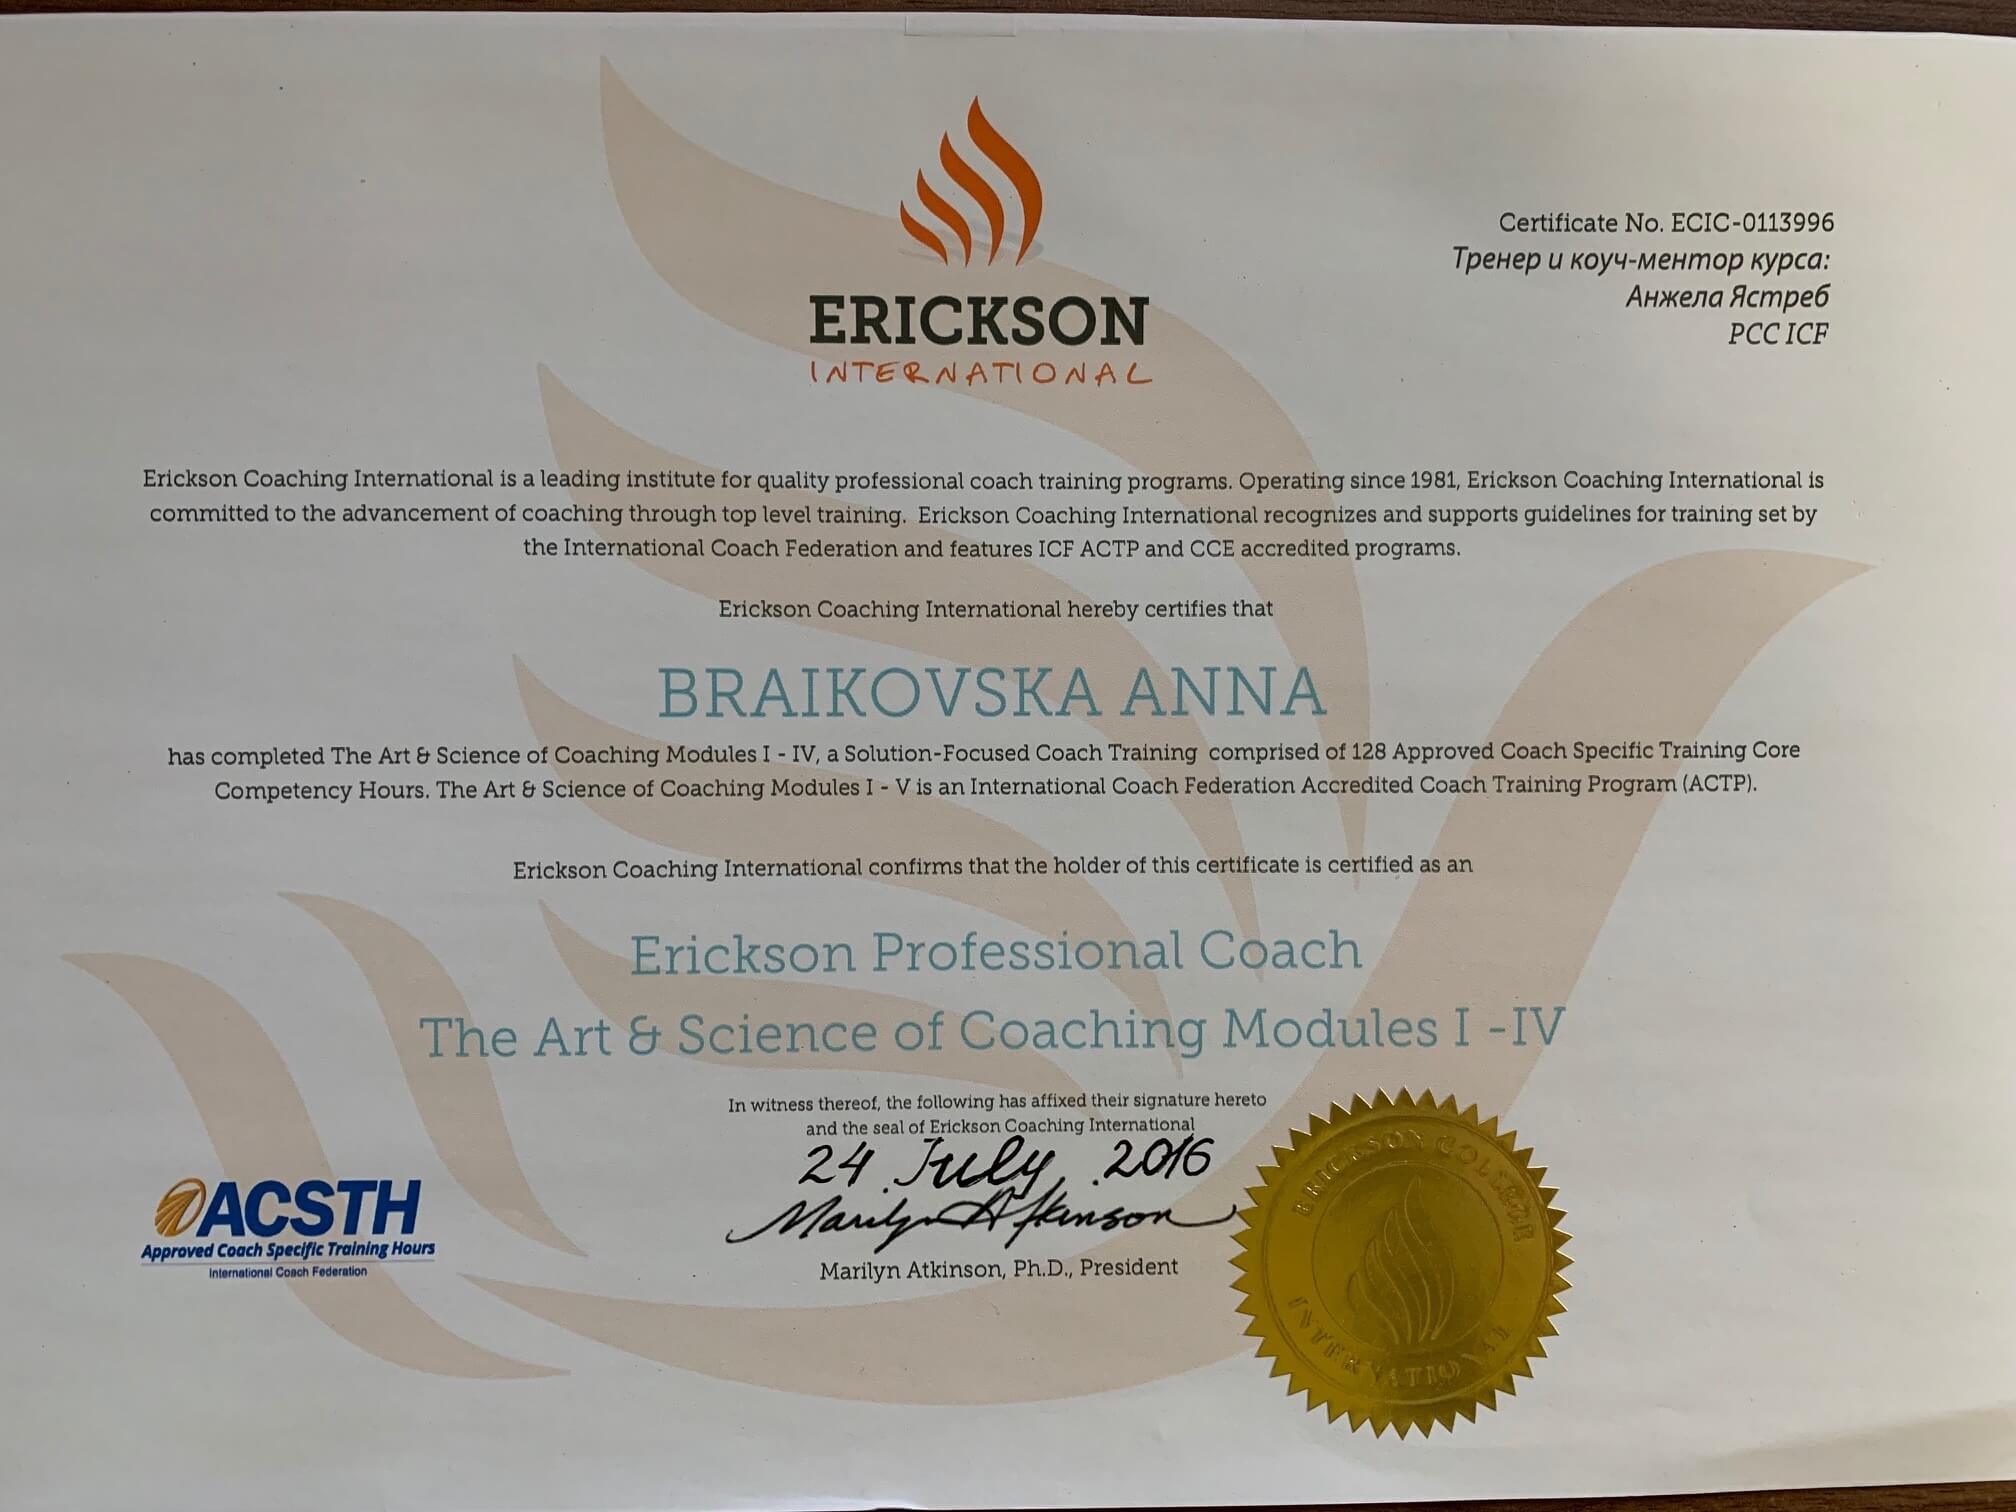 ERICKSON
INTERNATIONAL
Certificate No. ECIC-0113996
Тренер и коуч-ментор курса:
Анжела Ястреб
PCC ICF
Erickson Coaching International is a leading institute for quality professional coach training programs. Operating since 1981, Erickson Coaching International is
committed to the advancement of coaching through top level training. Erickson Coaching International recognizes and supports guidelines for training set by
the International Coach Federation and features ICF ACTP and CCE accredited programs.
Erickson Coaching International hereby certifies that
BRAIKOVSKA ANNA
has completed The Art & Science of Coaching Modules I - IV, a Solution-Focused Coach Training comprised of 128 Approved Coach Specific Training Core
Competency Hours. The Art & Science of Coaching Modules I - V is an International Coach Federation Accredited Coach Training Program (ACTP).
Erickson Coaching International confirms that the holder of this certificate is certified as an
Erickson Professional Coach
The Art & Science of Coaching Modules I -IV
In witness thereof, the following has affixed their signature hereto
and the seal of Erickson Coaching International
24 July .2016
Marilyn Atkinson
Marilyn Atkinson, Ph.D., President
ACSTH
Approved Coach Specific Training Hours
International Coach Federation
ERICKSON COLLEGE
INTERNATIONAL